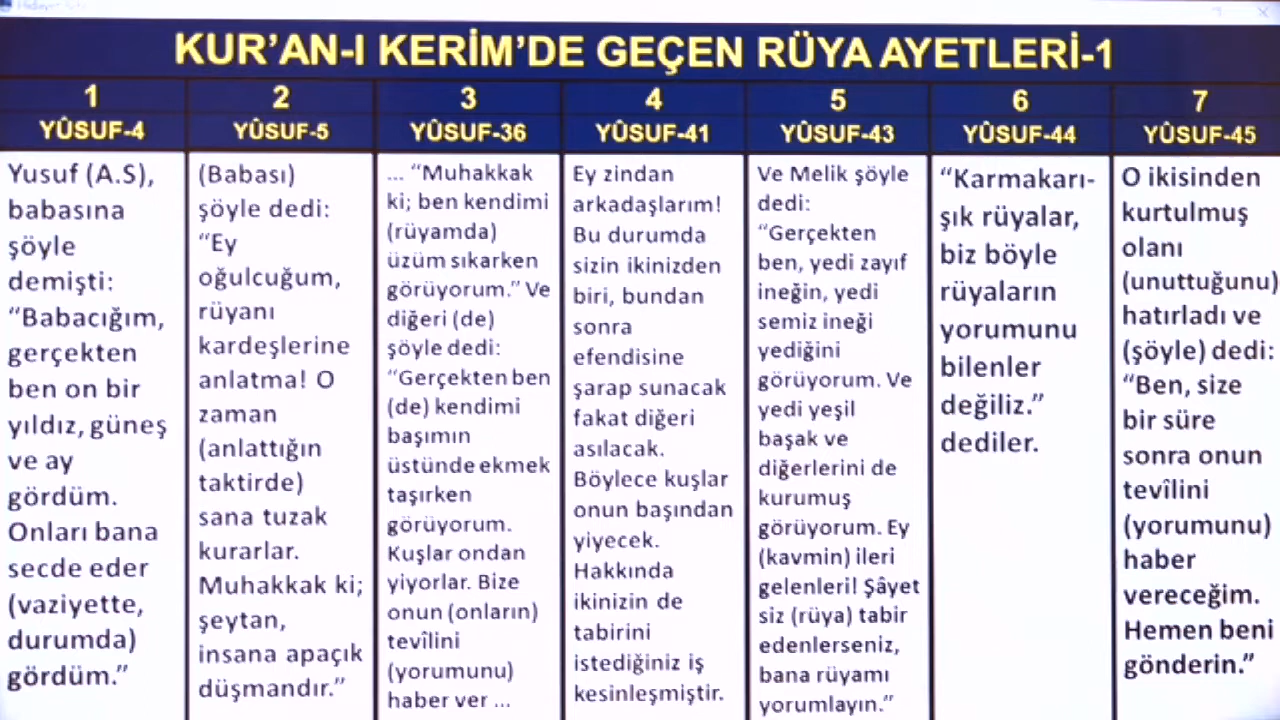 KUR’AN-I KERİM’DE GEÇEN RÜYA AYETLERİ-1
1
YÛSUF-4
Yusuf (A.S),
babasına
şöyle
demişti:
“Babacığım,
gerçekten
ben on bir
yıldız, güneş
ve ay
gördüm.
Onları bana
secde eder
(vaziyette,
durumda)
gördüm.”
2
YÛSUF-5
(Babası)
şöyle dedi:
“Ey
oğulcuğum,
rüyanı
kardeşlerine
anlatma! O
zaman
(anlattığın
taktirde)
sana tuzak
kurarlar.
Muhakkak ki;
şeytan,
insana apaçık
düşmandır.”
3
YÛSUF-36
... “Muhakkak
ki; ben kendimi
(rüyamda)
üzüm sıkarken
görüyorum.” Ve
diğeri (de)
şöyle dedi:
“Gerçekten ben
(de) kendimi
başımın
üstünde ekmek
taşırken
görüyorum.
Kuşlar ondan
yiyorlar. Bize
onun (onların)
tevîlini
(yorumunu)
haber ver ...
4
YÛSUF-41
Ey zindan
arkadaşlarım!
Bu durumda
sizin ikinizden
biri, bundan
sonra
efendisine
şarap sunacak
fakat diğeri
asılacak.
Böylece kuşlar
onun başından
yiyecek.
Hakkında
ikinizin de
tabirini
istediğiniz iş
kesinleşmiştir.
5
YÛSUF-43
Ve Melik şöyle
dedi:
“Gerçekten
ben, yedi zayıf
ineğin, yedi
semiz ineği
yediğini
görüyorum. Ve
yedi yeşil
başak ve
diğerlerini de
kurumuş
görüyorum. Ey
(kavmin) ileri
gelenleri! Şâyet
siz (rüya) tabir
edenlerseniz,
bana rüyamı
yorumlayın.”
6
YÛSUF-44
“Karmakarı-
şık rüyalar,
biz böyle
rüyaların
yorumunu
bilenler
değiliz.”
dediler.
7
YÛSUF-45
O ikisinden
kurtulmuş
olanı
(unuttuğunu)
hatırladı ve
(şöyle) dedi:
“Ben, size
bir süre
sonra onun
tevîlini
(yorumunu)
haber
vereceğim.
Hemen beni
gönderin.”